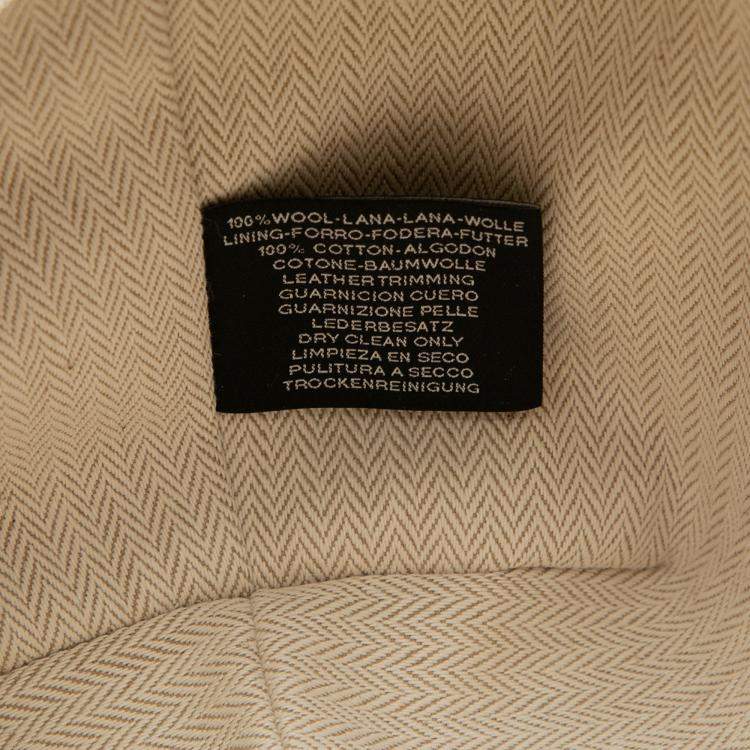 100% WOOL-LANA-LANA-WOLLE
LINING-FORRO-FODERA-FUTTER
100% COTTON-ALGODON
COTONE-BAUMWOLLE
LEATHER TRIMMING
GUARNICION CUERO
GUARNIZIONE PELLE
LEDERBESATZ
DRY CLEAN ONLY
LIMPIEZA EN SECO
PULITURA A SECCO
TROCKENREINIGUNG